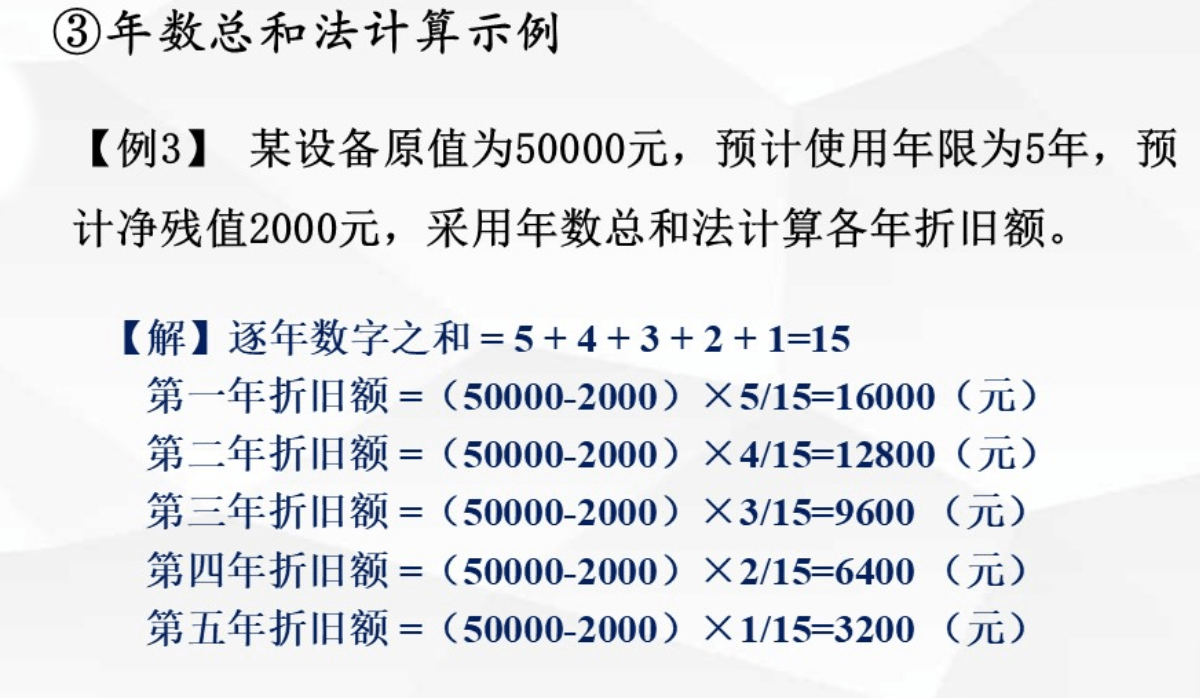 ③年数总和法计算示例
【例3】 某设备原值为50000元，预计使用年限为5年，预
计净残值2000元，采用年数总和法计算各年折旧额。
【解】逐年数字之和 = 5 + 4 + 3 + 2 + 1=15
第一年折旧额 =（50000-2000）×5/15=16000（元）
第二年折旧额 =（50000-2000）×4/15=12800（元）
第三年折旧额 =（50000-2000）×3/15=9600 （元）
第四年折旧额 =（50000-2000）×2/15=6400 （元）
第五年折旧额 =（50000-2000）×1/15=3200 （元）